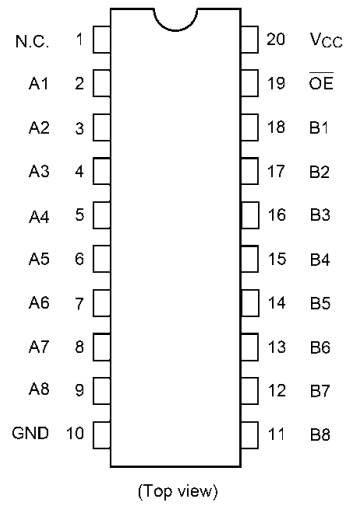 N.C. 1 20 VCC
A1 2 19 O̅E̅
A2 3 18 B1
A3 4 17 B2
A4 5 16 B3
A5 6 15 B4
A6 7 14 B5
A7 8 13 B6
A8 9 12 B7
GND 10 11 B8
(Top view)